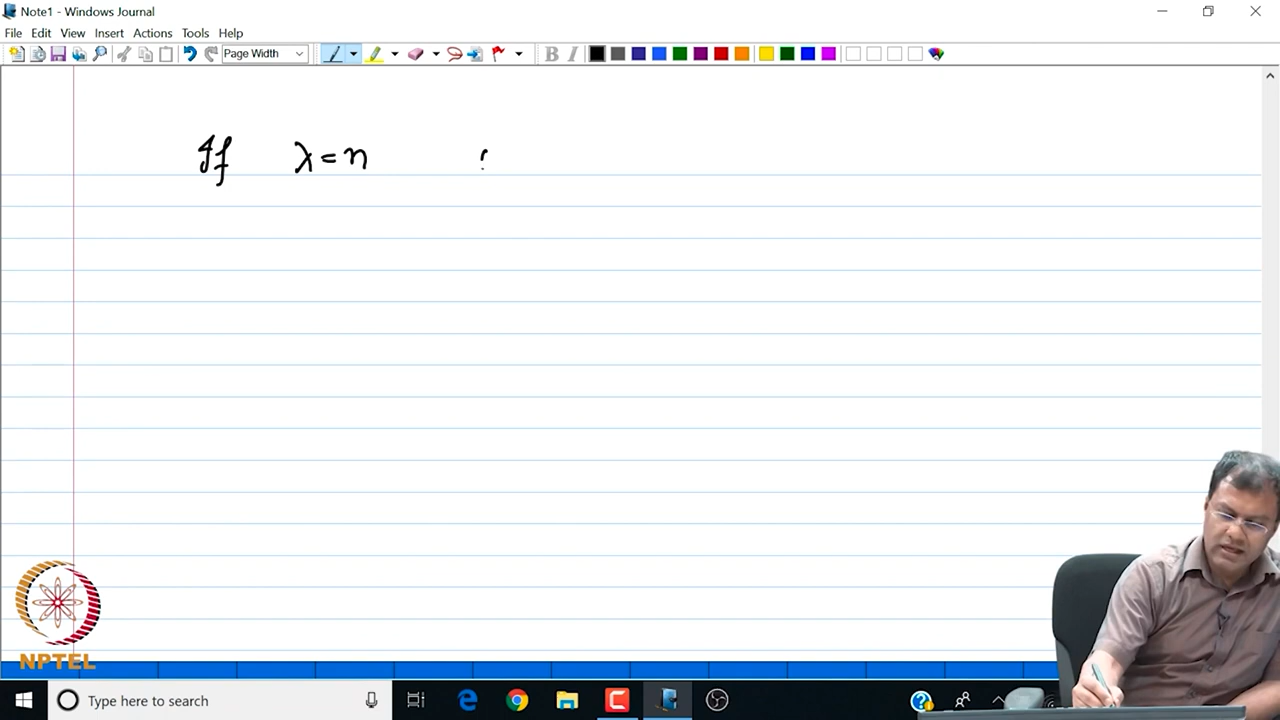 Note1 - Windows Journal
File Edit View Insert Actions Tools Help
Page Width B I
If λ=n
NPTEL
Type here to search